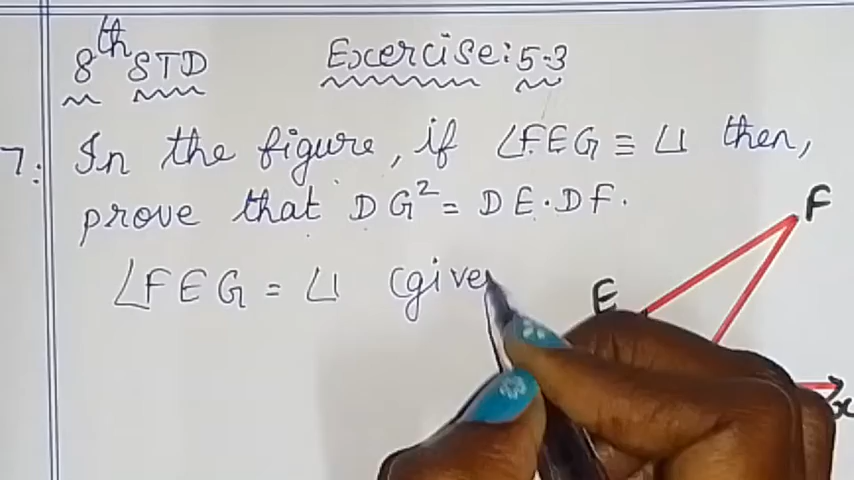 8th STD Exercise: 5.3
7: In the figure, if ∠FEG ≡ ∠1 then,
prove that DG² = DE·DF.
F
∠FEG = ∠1 (give
E
x